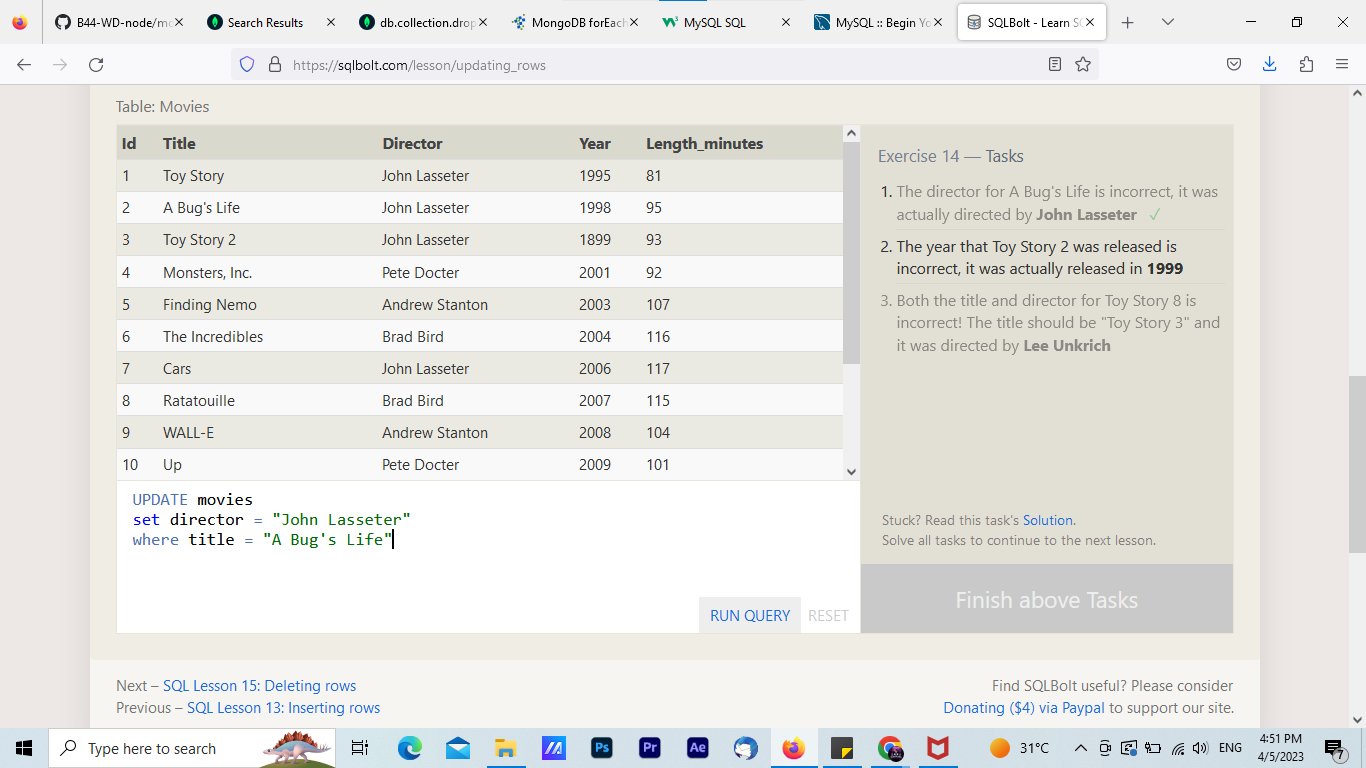 B44-WD-node/mo
Search Results
db.collection.drop
MongoDB forEach
MySQL SQL
MySQL :: Begin Yo
SQLBolt - Learn SQ
https://sqlbolt.com/lesson/updating_rows
Table: Movies
Id Title Director Year Length_minutes
1 Toy Story John Lasseter 1995 81
2 A Bug's Life John Lasseter 1998 95
3 Toy Story 2 John Lasseter 1899 93
4 Monsters, Inc. Pete Docter 2001 92
5 Finding Nemo Andrew Stanton 2003 107
6 The Incredibles Brad Bird 2004 116
7 Cars John Lasseter 2006 117
8 Ratatouille Brad Bird 2007 115
9 WALL-E Andrew Stanton 2008 104
10 Up Pete Docter 2009 101
UPDATE movies
set director = "John Lasseter"
where title = "A Bug's Life"
RUN QUERY RESET
Exercise 14 — Tasks
1. The director for A Bug's Life is incorrect, it was
actually directed by John Lasseter ✓
2. The year that Toy Story 2 was released is
incorrect, it was actually released in 1999
3. Both the title and director for Toy Story 8 is
incorrect! The title should be "Toy Story 3" and
it was directed by Lee Unkrich
Stuck? Read this task's Solution.
Solve all tasks to continue to the next lesson.
Finish above Tasks
Next – SQL Lesson 15: Deleting rows
Previous – SQL Lesson 13: Inserting rows
Find SQLBolt useful? Please consider
Donating ($4) via Paypal to support our site.
Type here to search
Ps
Pr
Ae
31°C
ENG
4:51 PM
4/5/2023
7